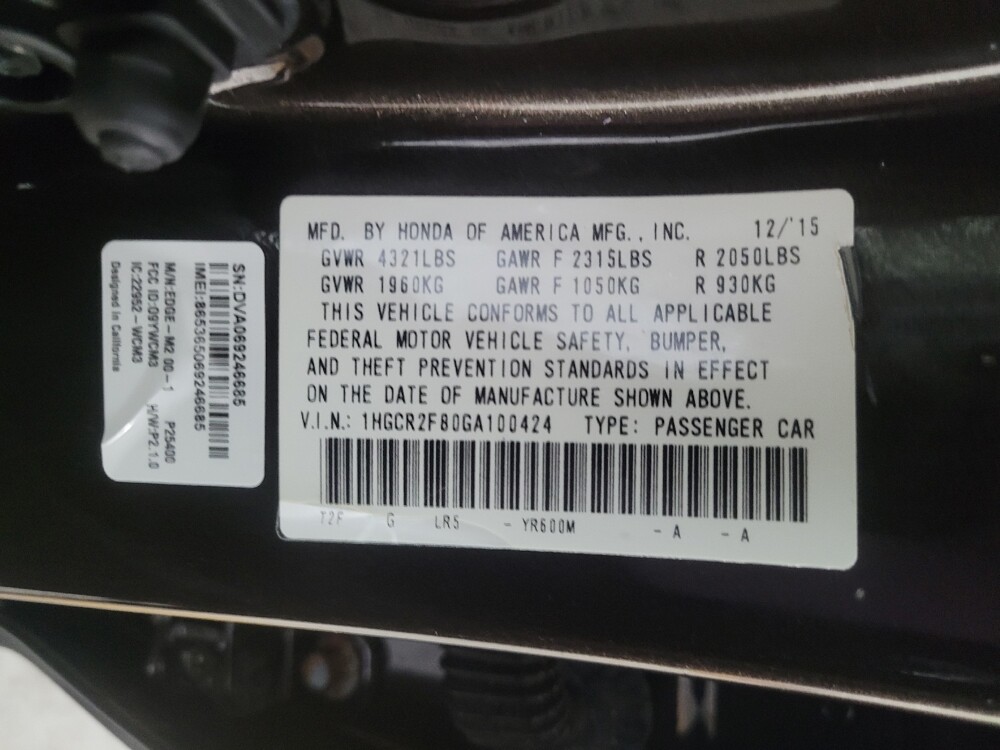 MFD. BY HONDA OF AMERICA MFG., INC. 12/'15
GVWR 4321LBS GAWR F 2315LBS R 2050LBS
GVWR 1960KG GAWR F 1050KG R 930KG
THIS VEHICLE CONFORMS TO ALL APPLICABLE
FEDERAL MOTOR VEHICLE SAFETY, BUMPER,
AND THEFT PREVENTION STANDARDS IN EFFECT
ON THE DATE OF MANUFACTURE SHOWN ABOVE.
V.I.N.: 1HGCR2F80GA100424 TYPE: PASSENGER CAR
T2F G LR5 - YR600M - A - A
SN:DVA069246685
IMEI:865365069246685
M/N:EDGE-M2 00-1 P25400
FCC ID:O9YWCM3 H/W:P2.1.0
IC:22952-WCM3
Designed in California